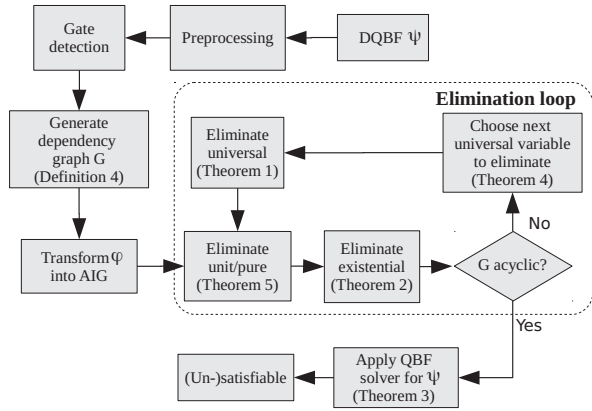 Gate
detection
Preprocessing
DQBF ψ
Elimination loop
Generate
dependency
graph G
(Definition 4)
Eliminate
universal
(Theorem 1)
Choose next
universal variable
to eliminate
(Theorem 4)
No
Transform φ
into AIG
Eliminate
unit/pure
(Theorem 5)
Eliminate
existential
(Theorem 2)
G acyclic?
Yes
(Un-)satisfiable
Apply QBF
solver for ψ
(Theorem 3)